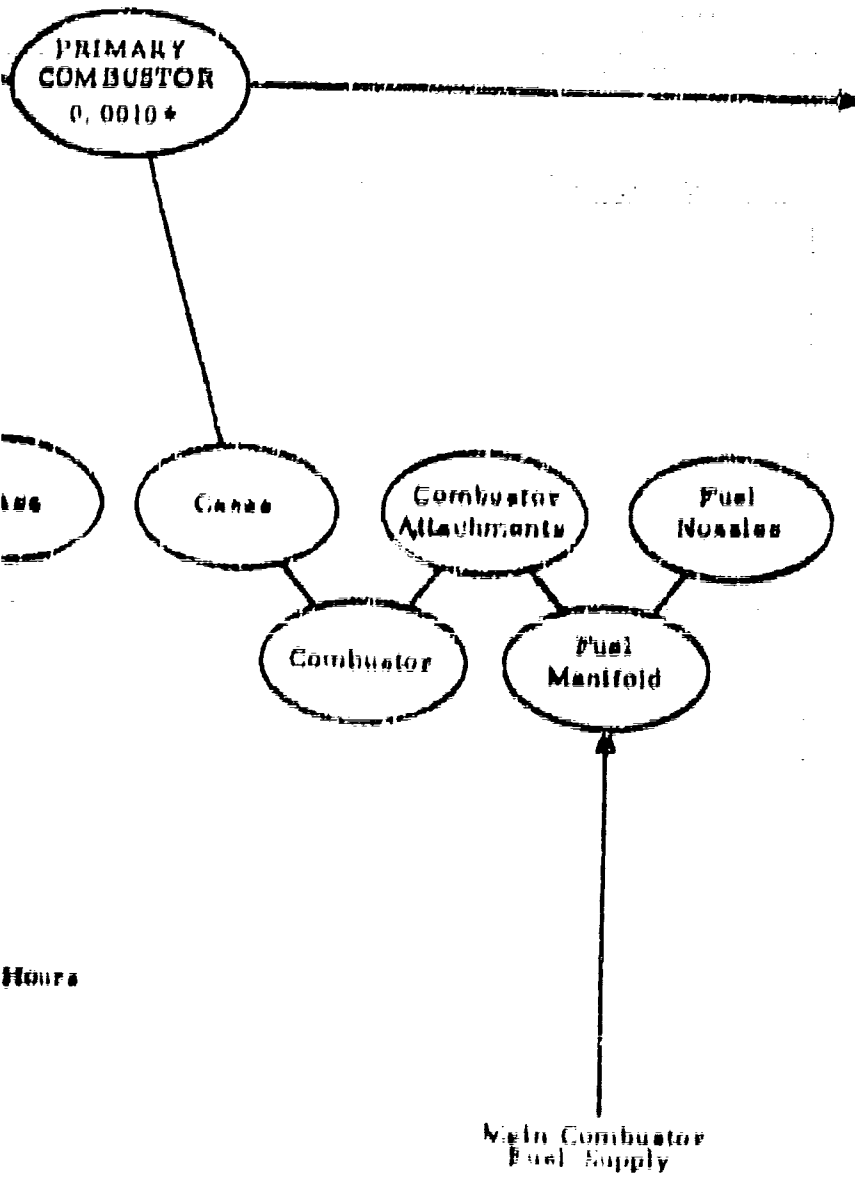 PRIMARY
COMBUSTOR
0.0010*
Cases
Combustor
Attachments
Fuel
Nozzles
Combustor
Fuel
Manifold
Hours
Main Combustor
Fuel Supply